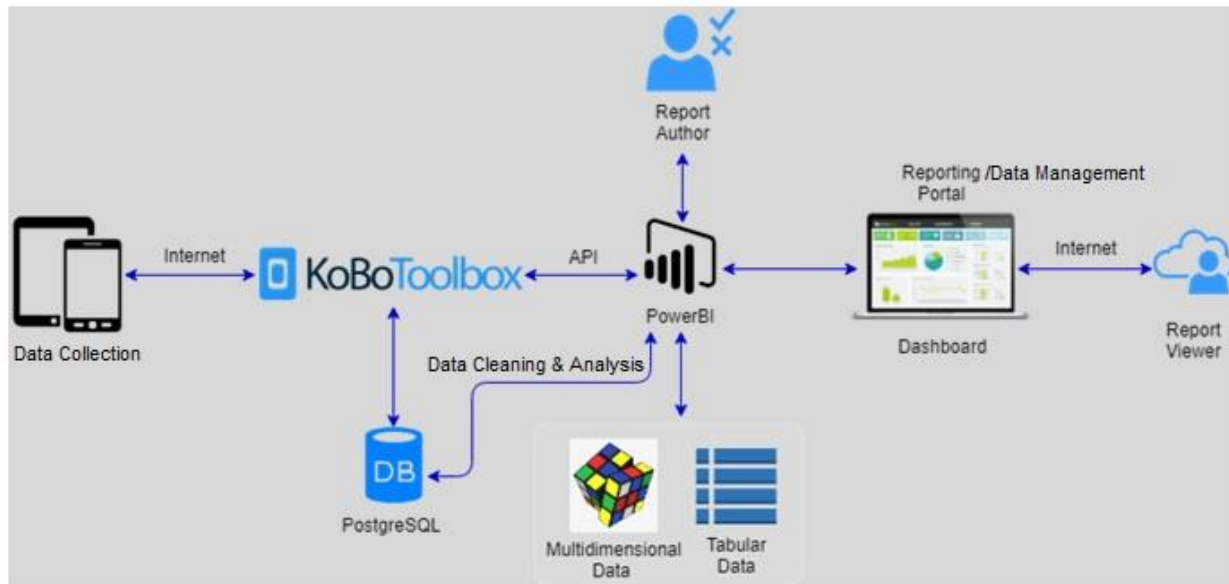 Report
Author
Reporting /Data Management
Portal
Internet
KoBoToolbox
API
Internet
PowerBI
Data Collection
Dashboard
Report
Viewer
Data Cleaning & Analysis
DB
PostgreSQL
Multidimensional
Data
Tabular
Data